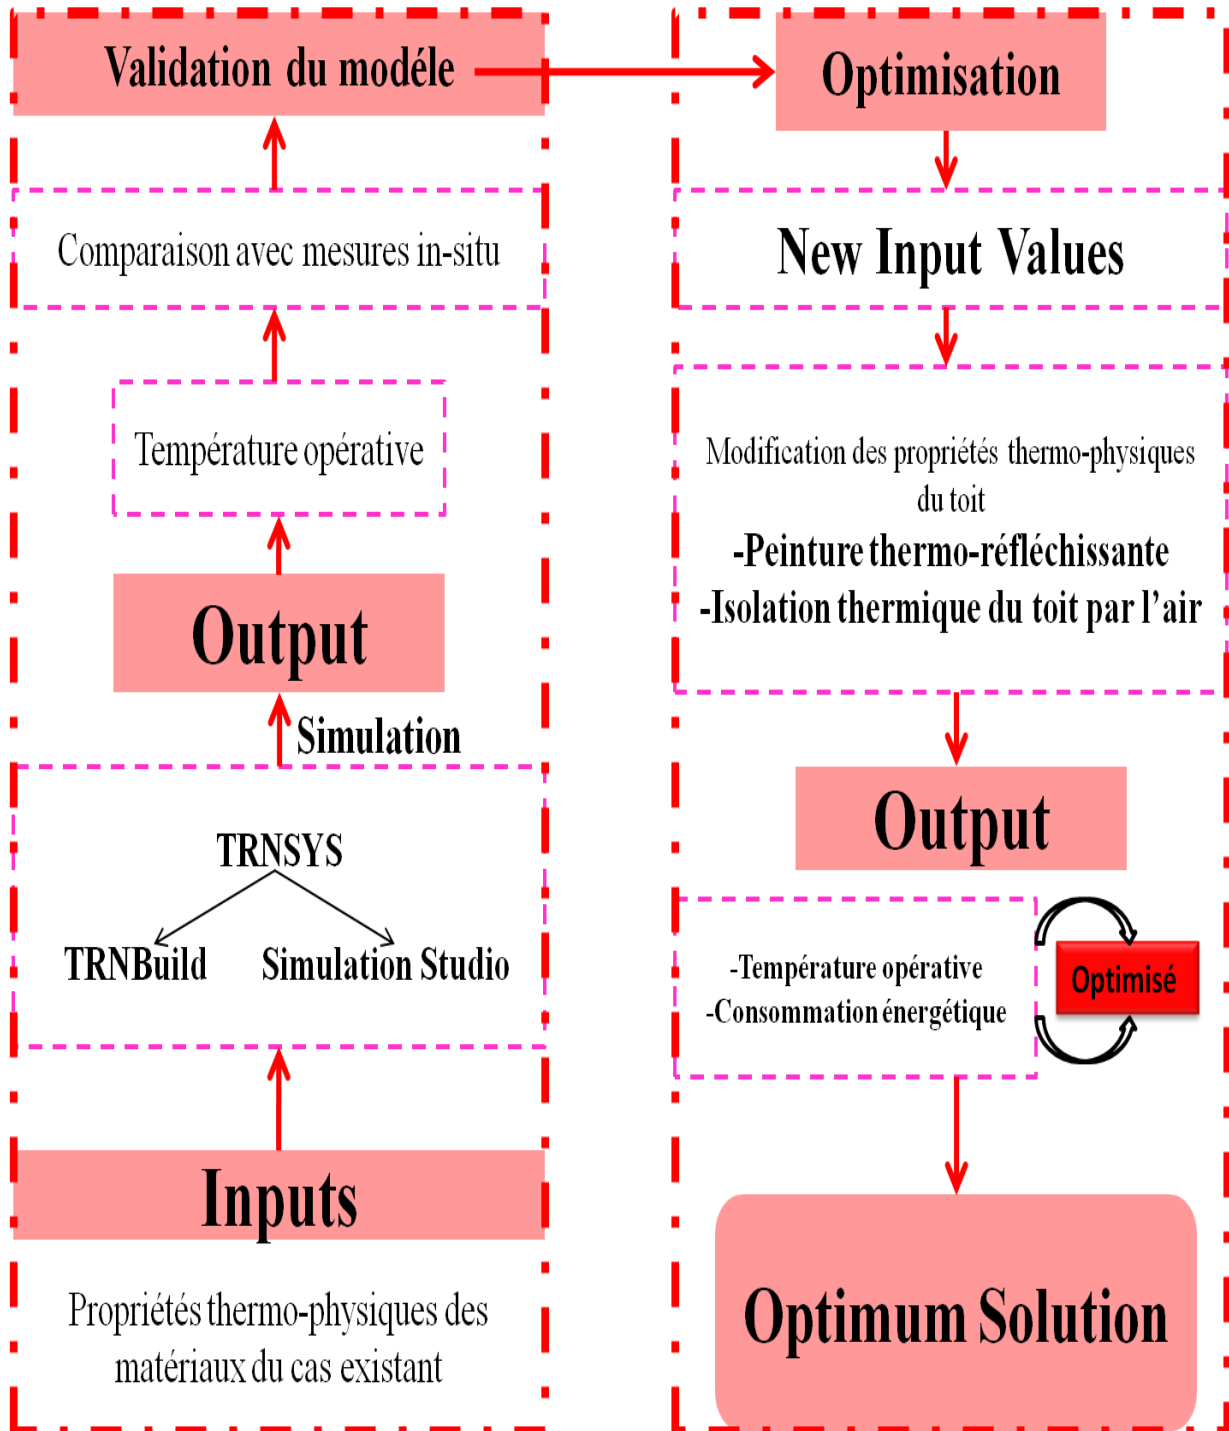 Validation du modéle
Comparaison avec mesures in-situ
Température opérative
Output
Simulation
TRNSYS
TRNBuild
Simulation Studio
Inputs
Propriétés thermo-physiques des
matériaux du cas existant
Optimisation
New Input Values
Modification des propriétés thermo-physiques
du toit
-Peinture thermo-réfléchissante
-Isolation thermique du toit par l’air
Output
-Température opérative
-Consommation énergétique
Optimisé
Optimum Solution